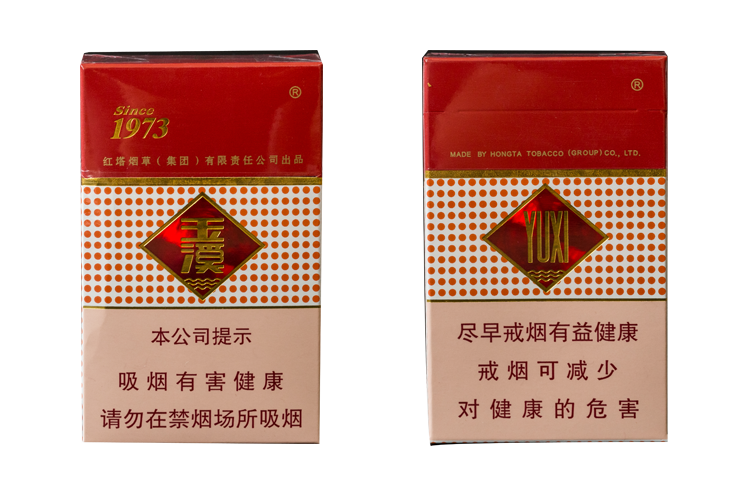 Since
1973
®
红塔烟草(集团)有限责任公司出品
玉溪
本公司提示
吸烟有害健康
请勿在禁烟场所吸烟
®
MADE BY HONGTA TOBACCO (GROUP) CO., LTD.
YUXI
尽早戒烟有益健康
戒烟可减少
对健康的危害